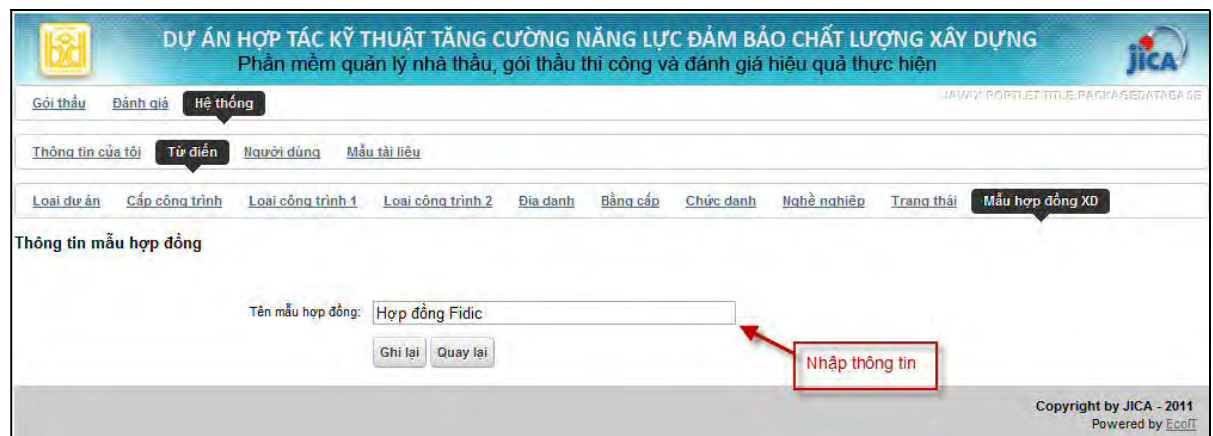 DỰ ÁN HỢP TÁC KỸ THUẬT TĂNG CƯỜNG NĂNG LỰC ĐẢM BẢO CHẤT LƯỢNG XÂY DỰNG
Phần mềm quản lý nhà thầu, gói thầu thi công và đánh giá hiệu quả thực hiện
jica
Gói thầu Đánh giá Hệ thống
JAVAX.PORTLET.TITLE.PACKAGEDATABASE
Thông tin của tôi Từ điển Người dùng Mẫu tài liệu
Loại dự án Cấp công trình Loại công trình 1 Loại công trình 2 Địa danh Bằng cấp Chức danh Nghề nghiệp Trạng thái Mẫu hợp đồng XD
Thông tin mẫu hợp đồng
Tên mẫu hợp đồng: Hợp đồng Fidic
Ghi lại Quay lại
Nhập thông tin
Copyright by JICA - 2011
Powered by EcoIT